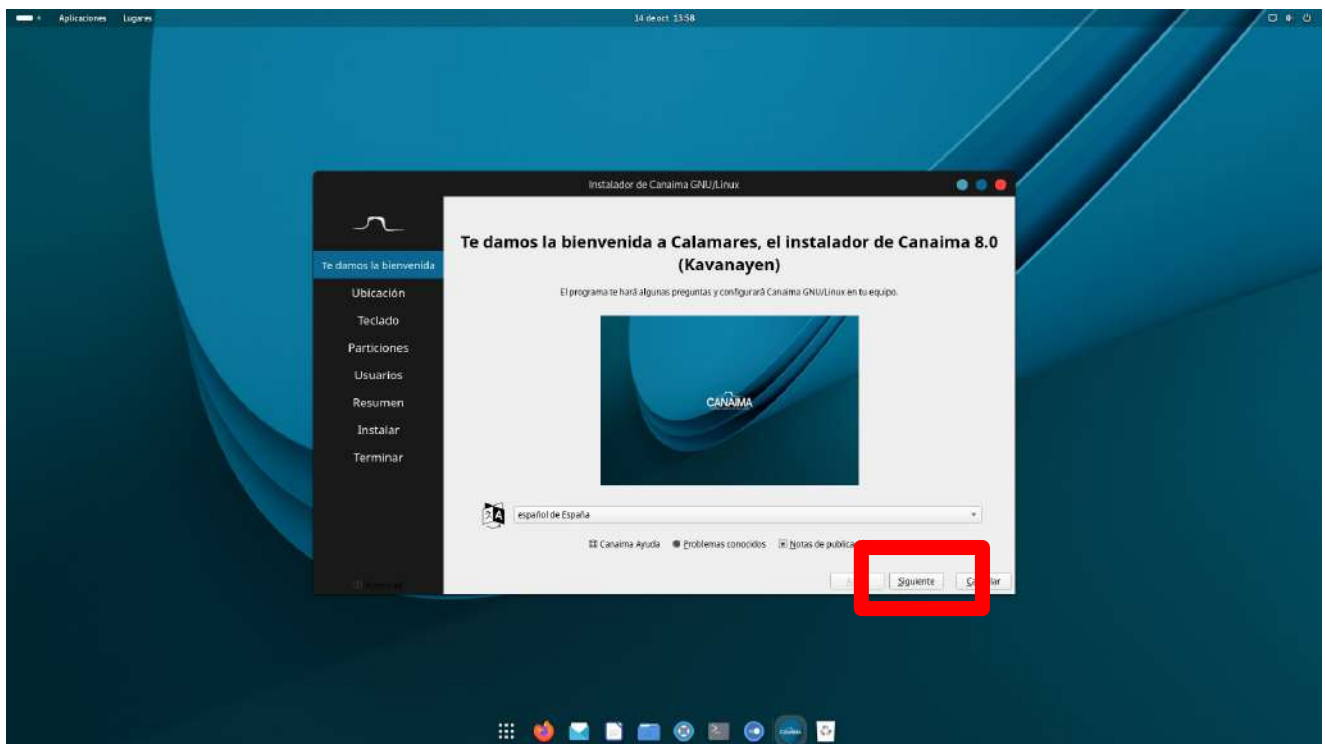 Aplicaciones Lugares 14 de oct 13:58
Instalador de Canaima GNU/Linux
Te damos la bienvenida
Ubicación
Teclado
Particiones
Usuarios
Resumen
Instalar
Terminar
Te damos la bienvenida a Calamares, el instalador de Canaima 8.0
(Kavanayen)
El programa te hará algunas preguntas y configurará Canaima GNU/Linux en tu equipo.
CANAIMA
español de España
Canaima Ayuda Problemas conocidos Notas de
Siguiente